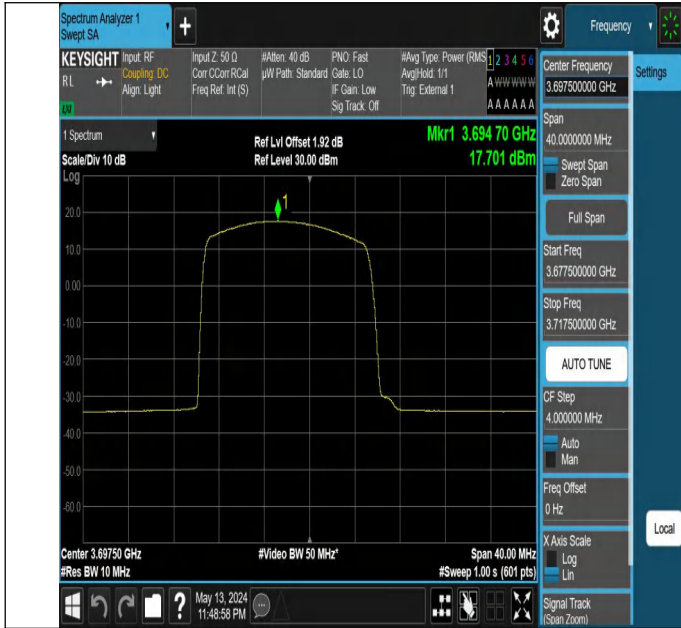 Spectrum Analyzer 1
Swept SA
+
Frequency
KEYSIGHT
RL
LXI
Input: RF
Coupling: DC
Align: Light
Input Z: 50 Ω
Corr CCorr RCal
Freq Ref: Int (S)
#Atten: 40 dB
µW Path: Standard
PNO: Fast
Gate: LO
IF Gain: Low
Sig Track: Off
#Avg Type: Power (RMS
Avg|Hold: 1/1
Trig: External 1
1 2 3 4 5 6
A W W W W W
A A A A A A
1 Spectrum
Scale/Div 10 dB
Ref Lvl Offset 1.92 dB
Ref Level 30.00 dBm
Mkr1 3.694 70 GHz
17.701 dBm
Log
1
20.0
10.0
0.00
-10.0
-20.0
-30.0
-40.0
-50.0
-60.0
Center 3.69750 GHz
#Res BW 10 MHz
#Video BW 50 MHz*
Span 40.00 MHz
#Sweep 1.00 s (601 pts)
?
May 13, 2024
11:48:58 PM
Center Frequency
3.697500000 GHz
Settings
Span
40.0000000 MHz
Swept Span
Zero Span
Full Span
Start Freq
3.677500000 GHz
Stop Freq
3.717500000 GHz
AUTO TUNE
CF Step
4.000000 MHz
Auto
Man
Freq Offset
0 Hz
X Axis Scale
Log
Lin
Local
Signal Track
(Span Zoom)